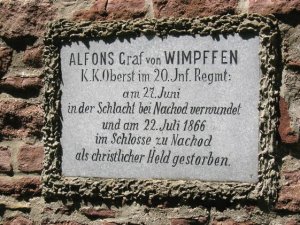 ALFONS Graf von WIMPFFEN
K.K. Oberst im 20. Inf. Regmt:
am 27. Juni
in der Schlacht bei Nachod verwundet
und am 22. Juli 1866
im Schlosse zu Nachod
als christlicher Held gestorben.